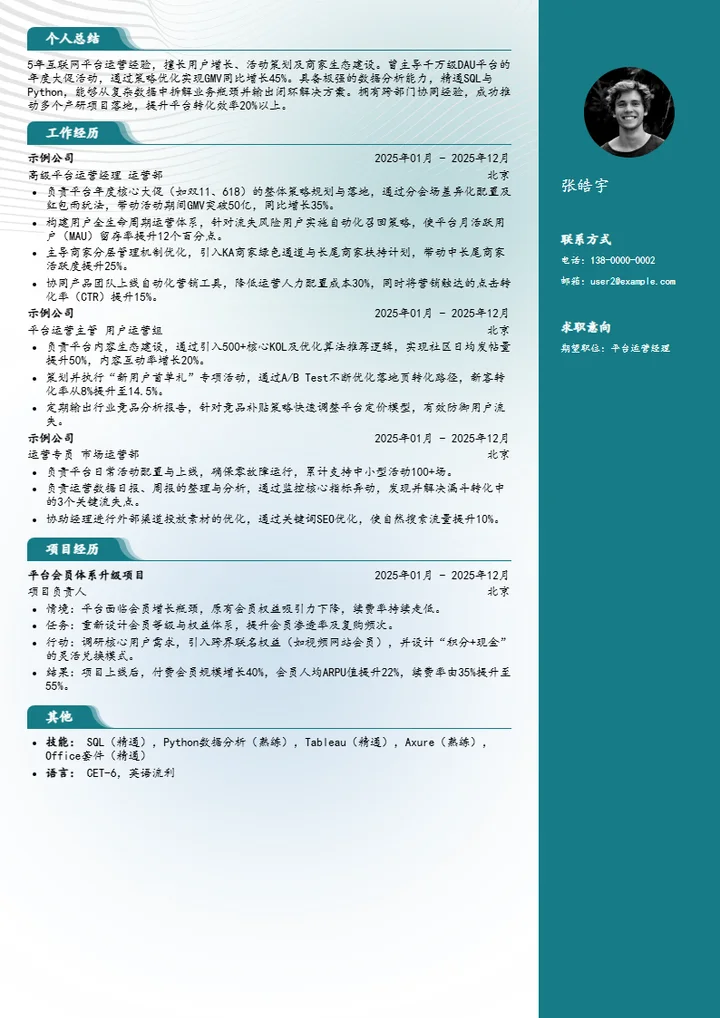 个人总结
5年互联网平台运营经验，擅长用户增长、活动策划及商家生态建设。曾主导千万级DAU平台的
年度大促活动，通过策略优化实现GMV同比增长45%。具备极强的数据分析能力，精通SQL与
Python，能够从复杂数据中拆解业务瓶颈并输出闭环解决方案。拥有跨部门协同经验，成功推
动多个产研项目落地，提升平台转化效率20%以上。
工作经历
示例公司 2025年01月 - 2025年12月
高级平台运营经理 运营部 北京
• 负责平台年度核心大促（如双11、618）的整体策略规划与落地，通过分会场差异化配置及
红包雨玩法，带动活动期间GMV突破50亿，同比增长35%。
• 构建用户全生命周期运营体系，针对流失风险用户实施自动化召回策略，使平台月活跃用
户（MAU）留存率提升12个百分点。
• 主导商家分层管理机制优化，引入KA商家绿色通道与长尾商家扶持计划，带动中长尾商家
活跃度提升25%。
• 协同产品团队上线自动化营销工具，降低运营人力配置成本30%，同时将营销触达的点击转
化率（CTR）提升15%。
示例公司 2025年01月 - 2025年12月
平台运营主管 用户运营组 北京
• 负责平台内容生态建设，通过引入500+核心KOL及优化算法推荐逻辑，实现社区日均发帖量
提升50%，内容互动率增长20%。
• 策划并执行“新用户首单礼”专项活动，通过A/B Test不断优化落地页转化路径，新客转
化率从8%提升至14.5%。
• 定期输出行业竞品分析报告，针对竞品补贴策略快速调整平台定价模型，有效防御用户流
失。
示例公司 2025年01月 - 2025年12月
运营专员 市场运营部 北京
• 负责平台日常活动配置与上线，确保零故障运行，累计支持中小型活动100+场。
• 负责运营数据日报、周报的整理与分析，通过监控核心指标异动，发现并解决漏斗转化中
的3个关键流失点。
• 协助经理进行外部渠道投放素材的优化，通过关键词SEO优化，使自然搜索流量提升10%。
项目经历
平台会员体系升级项目 2025年01月 - 2025年12月
项目负责人 北京
• 情境：平台面临会员增长瓶颈，原有会员权益吸引力下降，续费率持续走低。
• 任务：重新设计会员等级与权益体系，提升会员渗透率及复购频次。
• 行动：调研核心用户需求，引入跨界联名权益（如视频网站会员），并设计“积分+现金”
的灵活兑换模式。
• 结果：项目上线后，付费会员规模增长40%，会员人均ARPU值提升22%，续费率由35%提升至
55%。
其他
• 技能： SQL（精通），Python数据分析（熟练），Tableau（精通），Axure（熟练），
Office套件（精通）
• 语言： CET-6，英语流利
张皓宇
联系方式
电话：138-0000-0002
邮箱：user2@example.com
求职意向
期望职位：平台运营经理